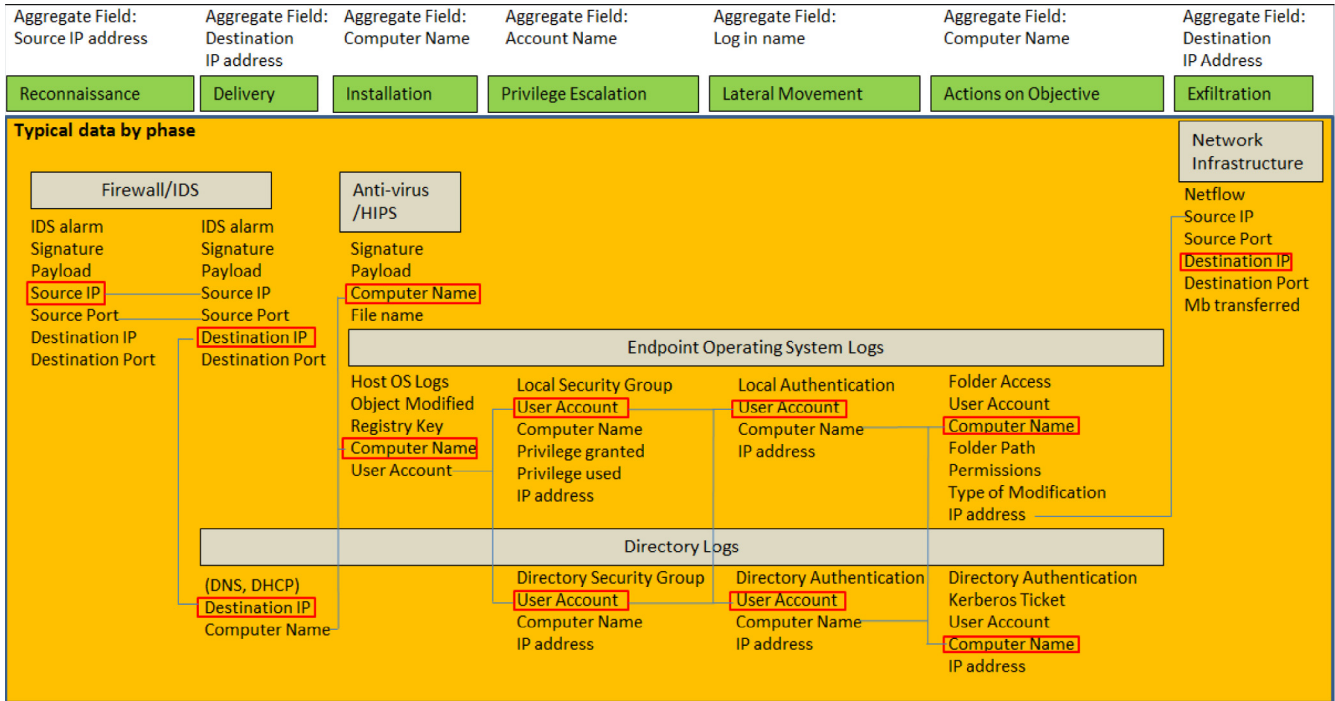 Aggregate Field:
Source IP address
Aggregate Field:
Destination
IP address
Aggregate Field:
Computer Name
Aggregate Field:
Account Name
Aggregate Field:
Log in name
Aggregate Field:
Computer Name
Aggregate Field:
Destination
IP Address
Reconnaissance
Delivery
Installation
Privilege Escalation
Lateral Movement
Actions on Objective
Exfiltration
Typical data by phase
Firewall/IDS
IDS alarm
Signature
Payload
Source IP
Source Port
Destination IP
Destination Port
IDS alarm
Signature
Payload
Source IP
Source Port
Destination IP
Destination Port
Anti-virus
/HIPS
Signature
Payload
Computer Name
File name
Network
Infrastructure
Netflow
Source IP
Source Port
Destination IP
Destination Port
Mb transferred
Endpoint Operating System Logs
Host OS Logs
Object Modified
Registry Key
Computer Name
User Account
Local Security Group
User Account
Computer Name
Privilege granted
Privilege used
IP address
Local Authentication
User Account
Computer Name
IP address
Folder Access
User Account
Computer Name
Folder Path
Permissions
Type of Modification
IP address
Directory Logs
(DNS, DHCP)
Destination IP
Computer Name
Directory Security Group
User Account
Computer Name
IP address
Directory Authentication
User Account
Computer Name
IP address
Directory Authentication
Kerberos Ticket
User Account
Computer Name
IP address